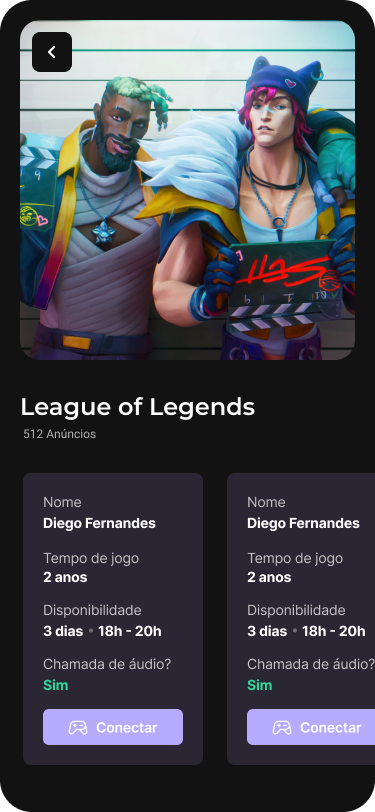 League of Legends
512 Anúncios
Nome
Diego Fernandes
Tempo de jogo
2 anos
Disponibilidade
3 dias • 18h - 20h
Chamada de áudio?
Sim
Conectar
Nome
Diego Fernandes
Tempo de jogo
2 anos
Disponibilidade
3 dias • 18h - 20h
Chamada de áudio?
Sim
Conectar